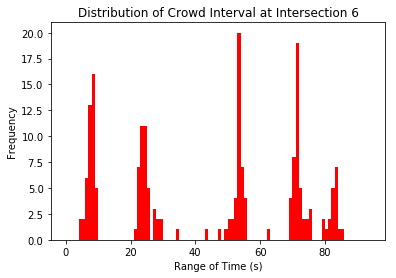 Distribution of Crowd Interval at Intersection 6
20.0
17.5
15.0
12.5
10.0
7.5
5.0
2.5
0.0
Frequency
0 20 40 60 80
Range of Time (s)